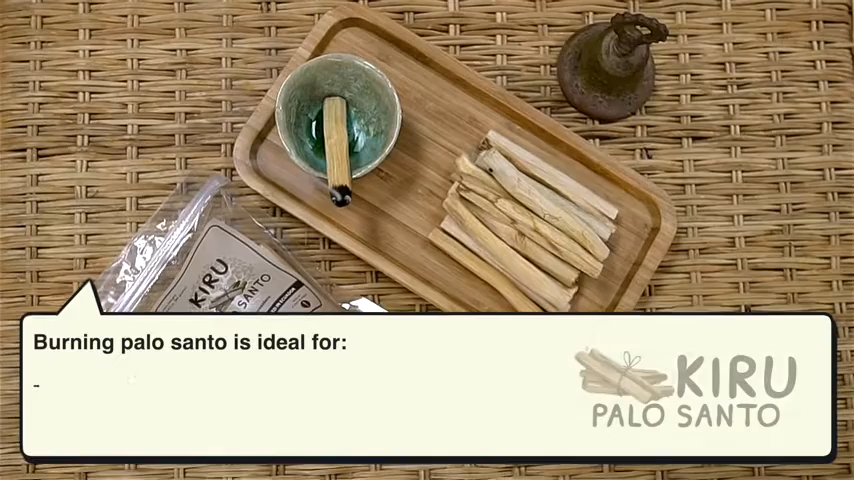 KIRU
SANTO
Burning palo santo is ideal for:
-
KIRU
PALO SANTO